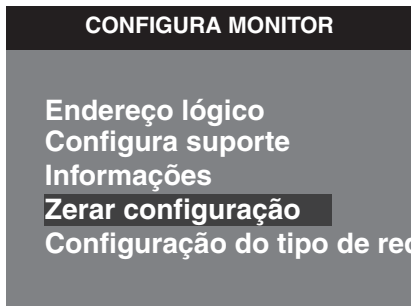 CONFIGURA MONITOR
Endereço lógico
Configura suporte
Informações
Zerar configuração
Configuração do tipo de